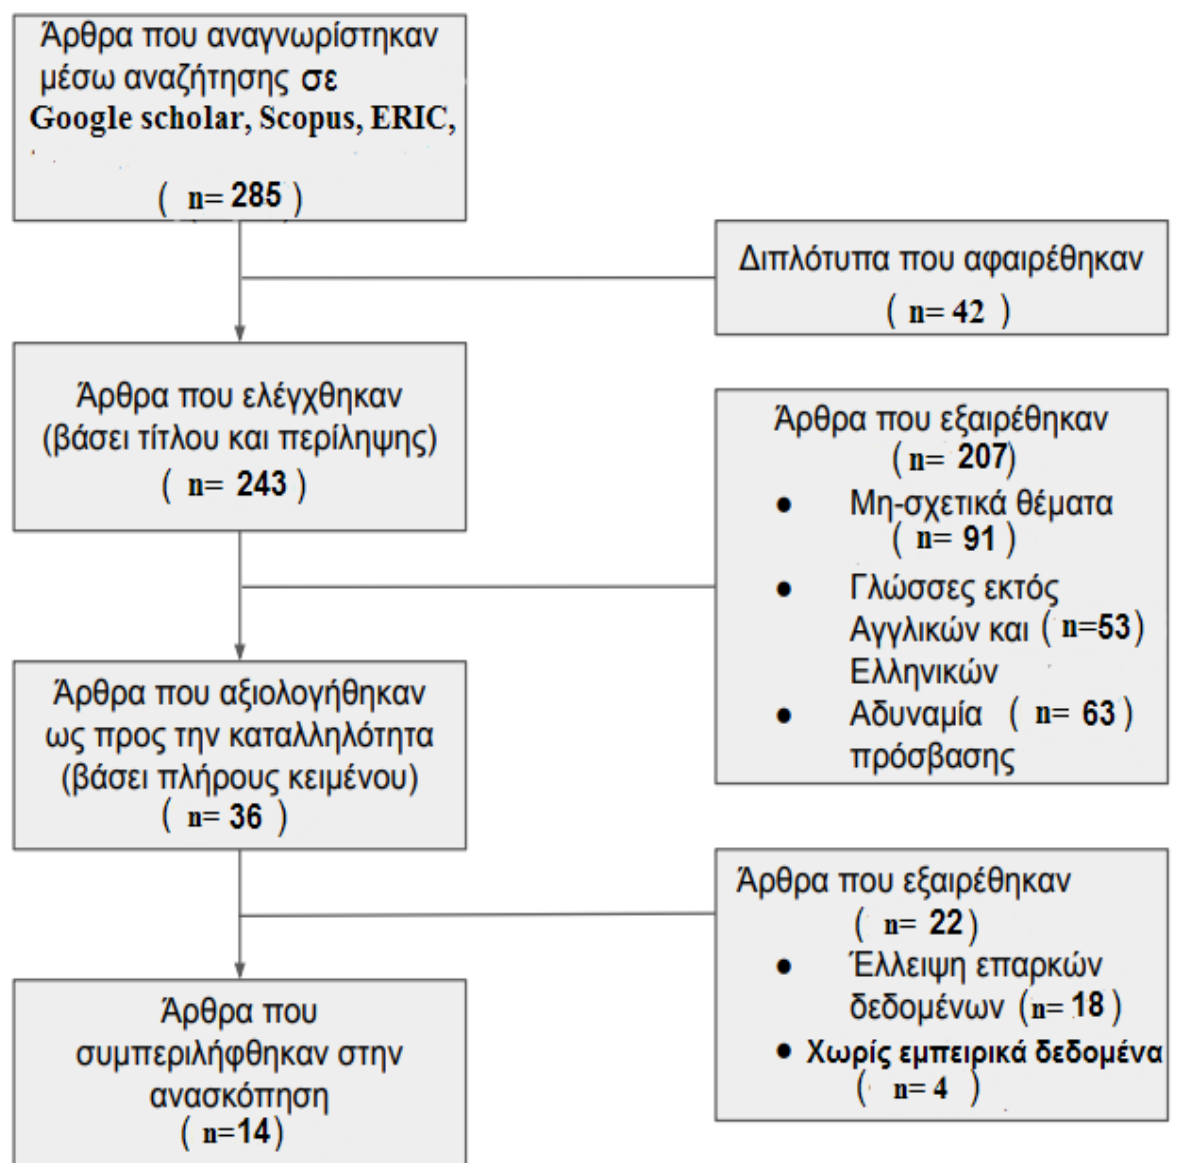 Άρθρα που αναγνωρίστηκαν
μέσω αναζήτησης σε
Google scholar, Scopus, ERIC,
( n= 285 )
Διπλότυπα που αφαιρέθηκαν
( n= 42 )
Άρθρα που ελέγχθηκαν
(βάσει τίτλου και περίληψης)
( n= 243 )
Άρθρα που εξαιρέθηκαν
( n= 207)
● Μη-σχετικά θέματα
( n= 91 )
● Γλώσσες εκτός
Αγγλικών και ( n=53)
Ελληνικών
● Αδυναμία ( n= 63 )
πρόσβασης
Άρθρα που αξιολογήθηκαν
ως προς την καταλληλότητα
(βάσει πλήρους κειμένου)
( n= 36 )
Άρθρα που εξαιρέθηκαν
( n= 22)
● Έλλειψη επαρκών
δεδομένων (n= 18)
● Χωρίς εμπειρικά δεδομένα
( n= 4 )
Άρθρα που
συμπεριλήφθηκαν στην
ανασκόπηση
( n=14)